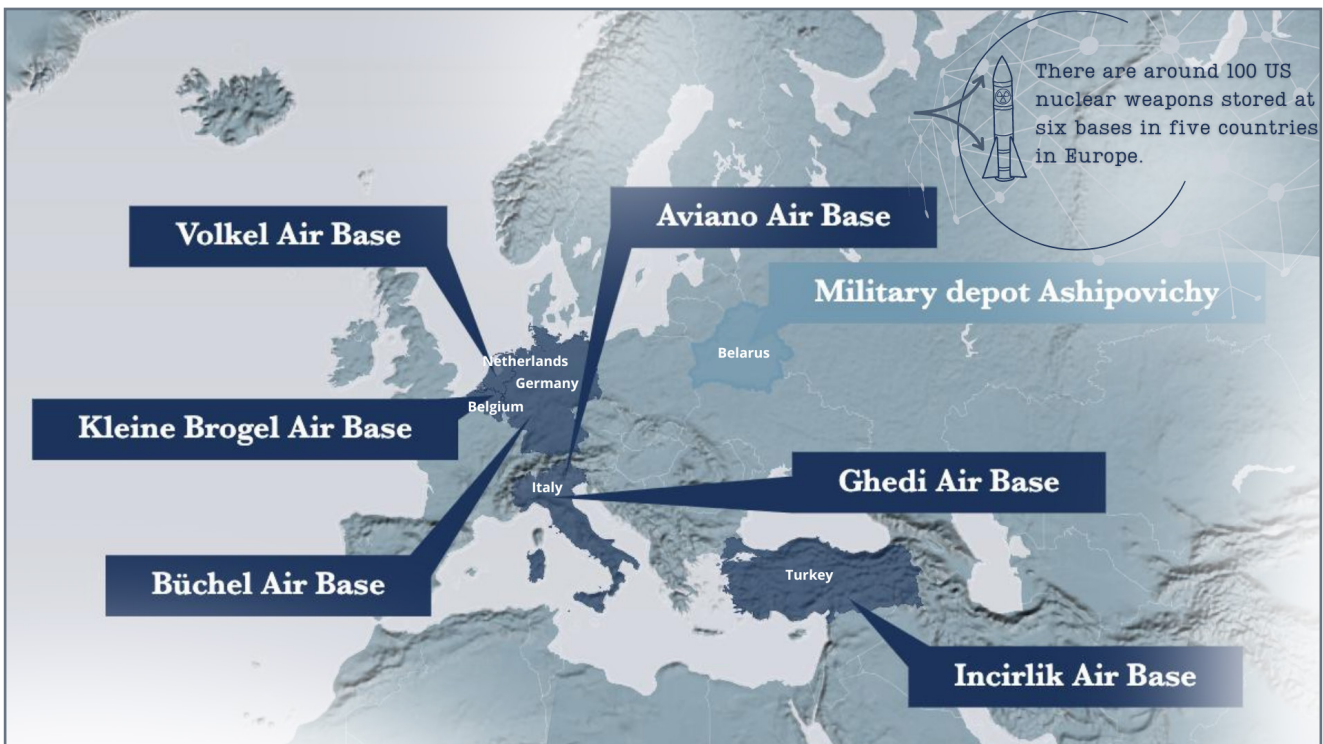 There are around 100 US
nuclear weapons stored at
six bases in five countries
in Europe.
Volkel Air Base
Aviano Air Base
Military depot Ashipovichy
Netherlands
Belarus
Germany
Belgium
Kleine Brogel Air Base
Italy
Ghedi Air Base
Büchel Air Base
Turkey
Incirlik Air Base